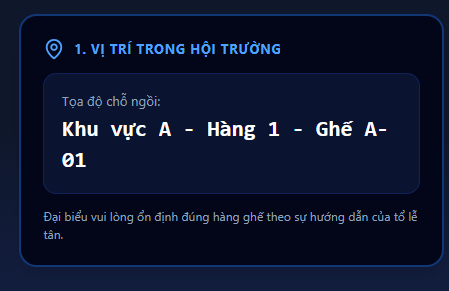 1. VỊ TRÍ TRONG HỘI TRƯỜNG
Tọa độ chỗ ngồi:
Khu vực A - Hàng 1 - Ghế A-
01
Đại biểu vui lòng ổn định đúng hàng ghế theo sự hướng dẫn của tổ lễ
tân.